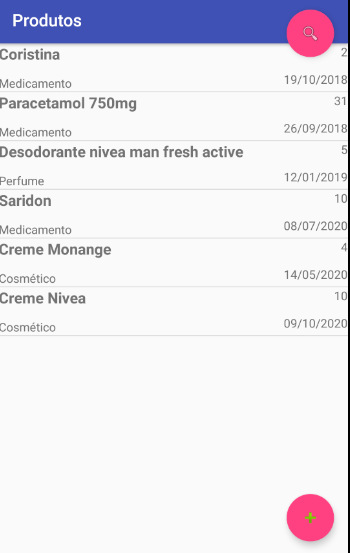 Produtos
Coristina 2
Medicamento 19/10/2018
Paracetamol 750mg 31
Medicamento 26/09/2018
Desodorante nivea man fresh active 5
Perfume 12/01/2019
Saridon 10
Medicamento 08/07/2020
Creme Monange 4
Cosmético 14/05/2020
Creme Nivea 10
Cosmético 09/10/2020
+